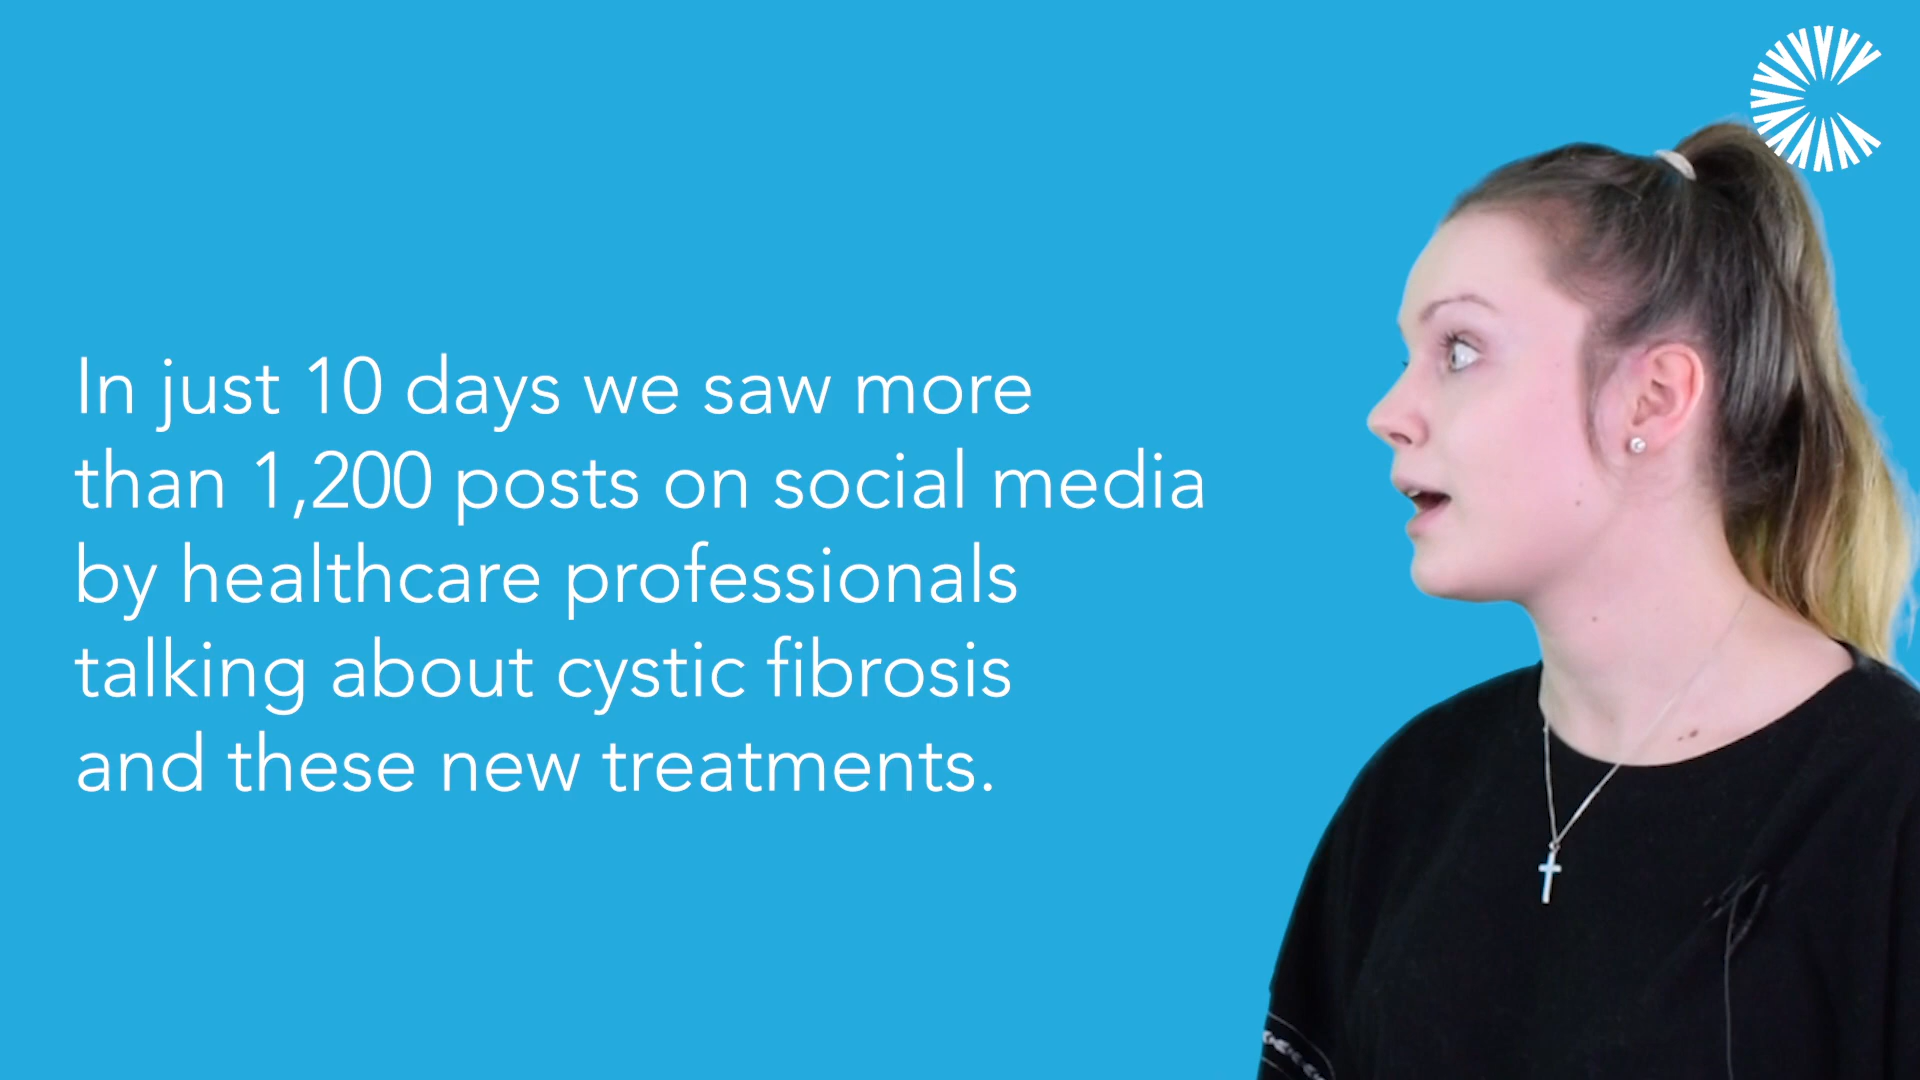 In just 10 days we saw more
than 1,200 posts on social media
by healthcare professionals
talking about cystic fibrosis
and these new treatments.